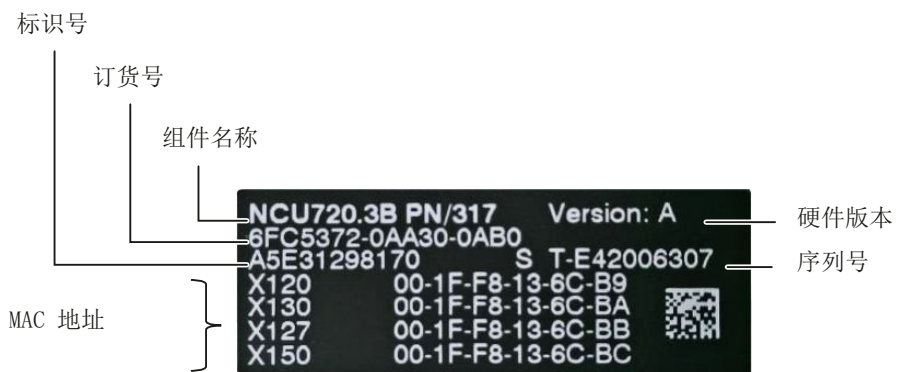 标识号
订货号
组件名称
NCU720.3B PN/317 Version: A
硬件版本
6FC5372-0AA30-0AB0
A5E31298170 S T-E42006307
序列号
MAC 地址
X120 00-1F-F8-13-6C-B9
X130 00-1F-F8-13-6C-BA
X127 00-1F-F8-13-6C-BB
X150 00-1F-F8-13-6C-BC